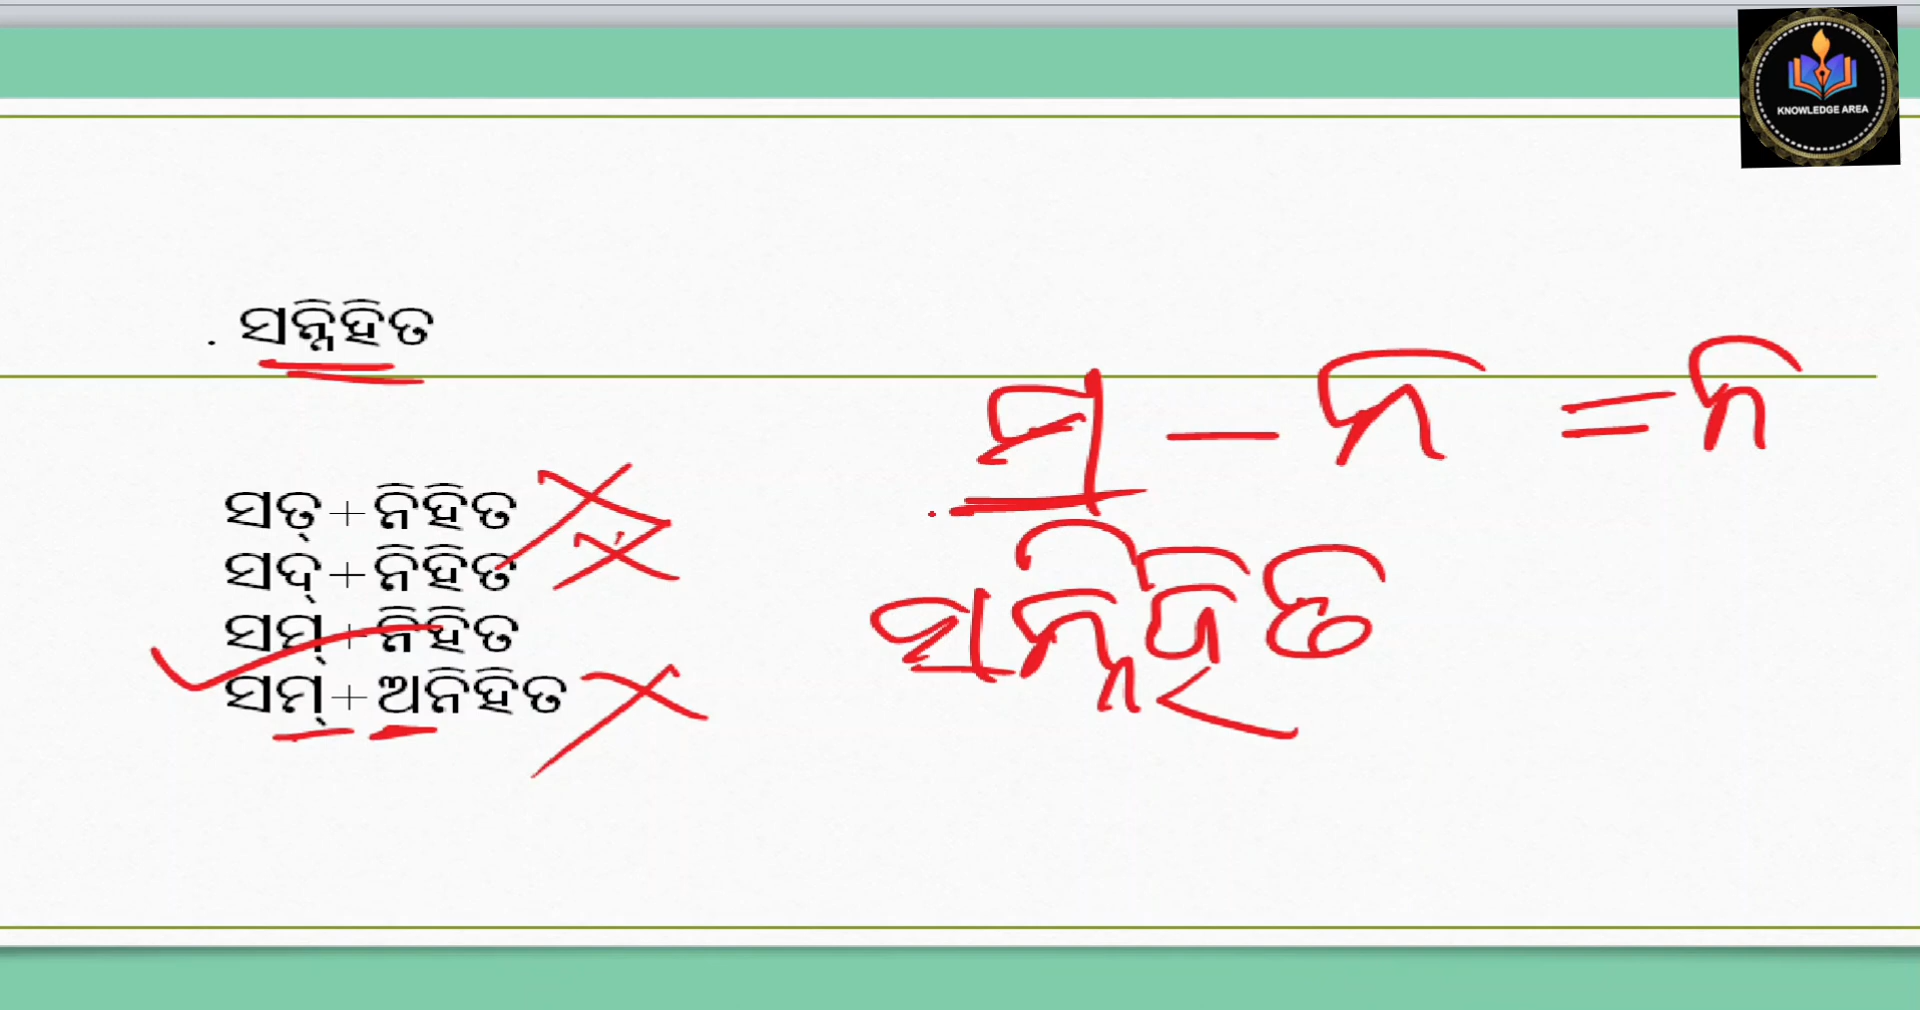 KNOWLEDGE AREA
. ସନ୍ନିହିତ
ସତ୍+ନିହିତ
ସଦ୍+ନିହିତ
ସମ୍+ନିହିତ
ସମ୍+ଅନିହିତ
ମ - ନ = ନ
ସନ୍ନିହିତ